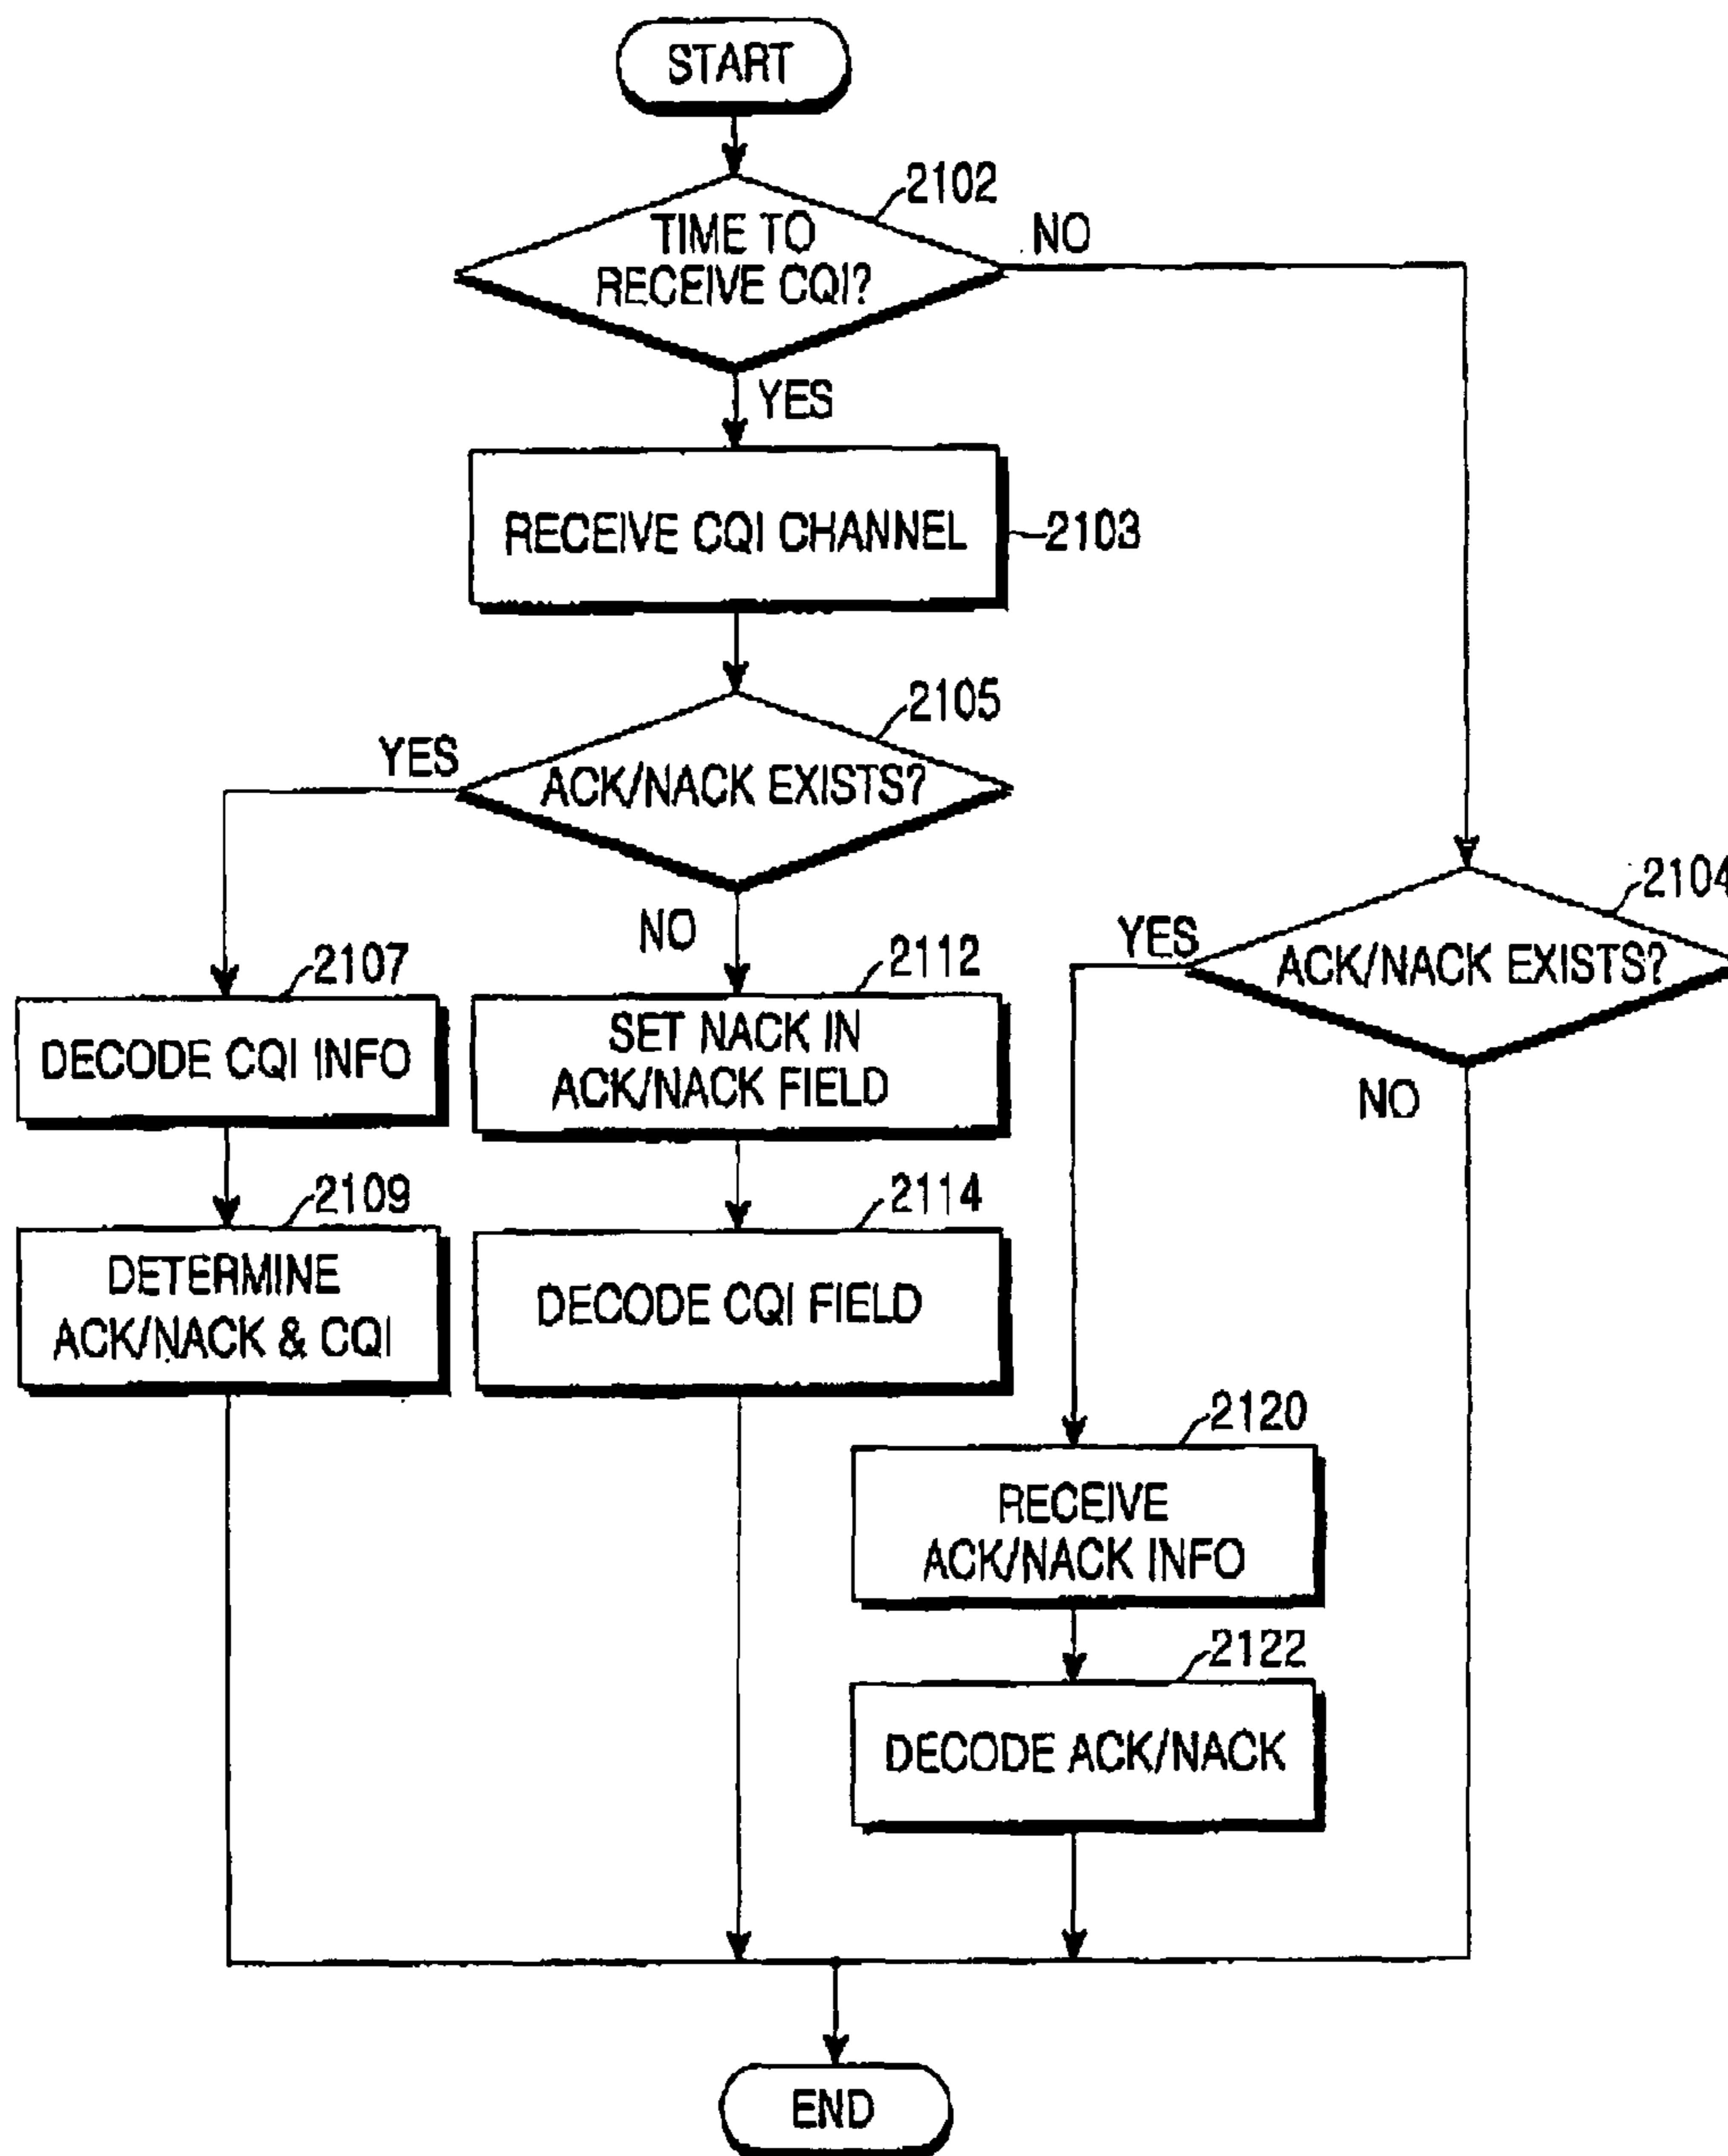 START
2102
TIME TO
RECEIVE CQI?
NO
YES
RECEIVE CQI CHANNEL
2103
2105
YES
ACK/NACK EXISTS?
NO
2104
YES
ACK/NACK EXISTS?
NO
2107
DECODE CQI INFO
2112
SET NACK IN
ACK/NACK FIELD
2109
DETERMINE
ACK/NACK & CQI
2114
DECODE CQI FIELD
2120
RECEIVE
ACK/NACK INFO
2122
DECODE ACK/NACK
END